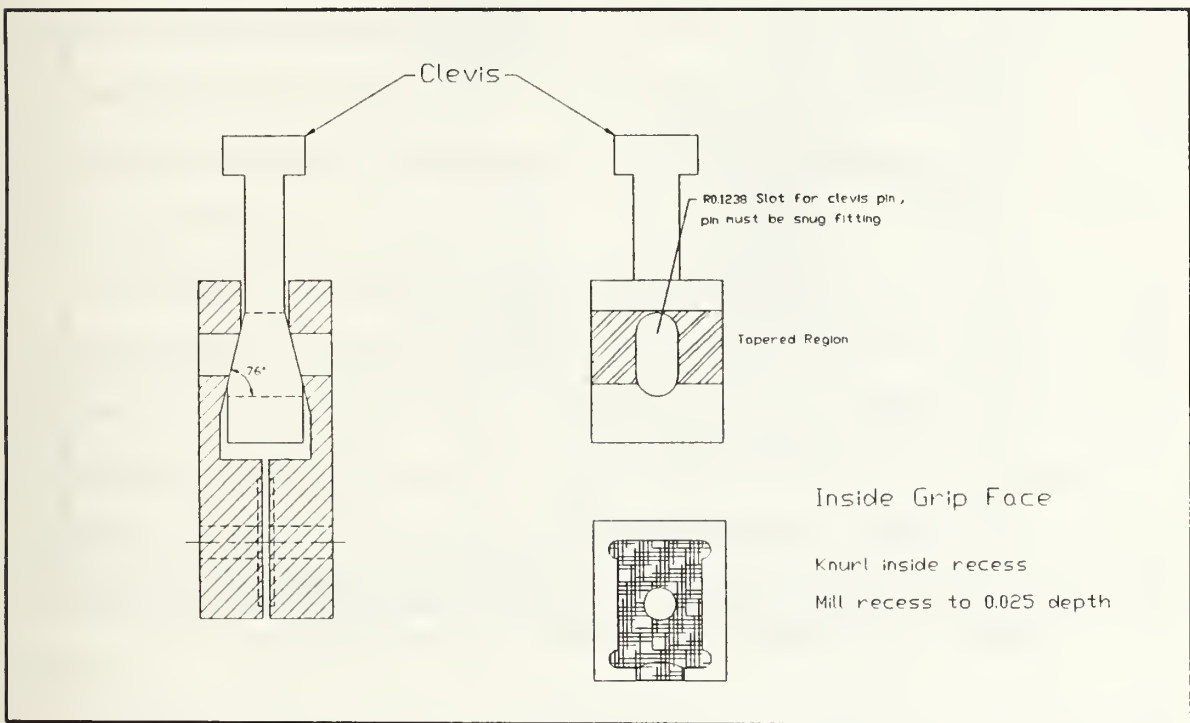 Clevis
R0.1238 Slot for clevis pin,
pin must be snug fitting
Tapered Region
76°
Inside Grip Face
Knurl inside recess
Mill recess to 0.025 depth